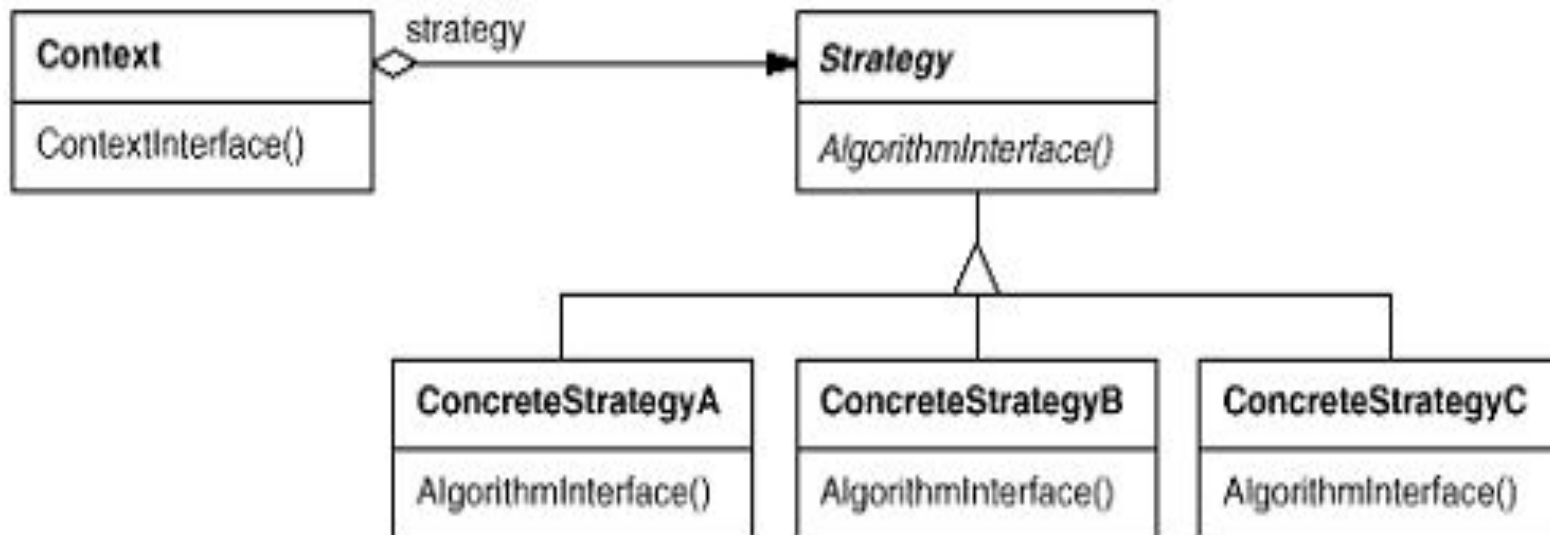 strategy
Context
Strategy
ContextInterface()
AlgorithmInterface()
ConcreteStrategyA
ConcreteStrategyB
ConcreteStrategyC
AlgorithmInterface()
AlgorithmInterface()
AlgorithmInterface()